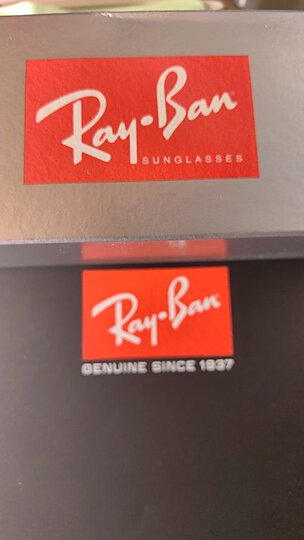 Ray-Ban
SUNGLASSES
Ray-Ban
GENUINE SINCE 1937